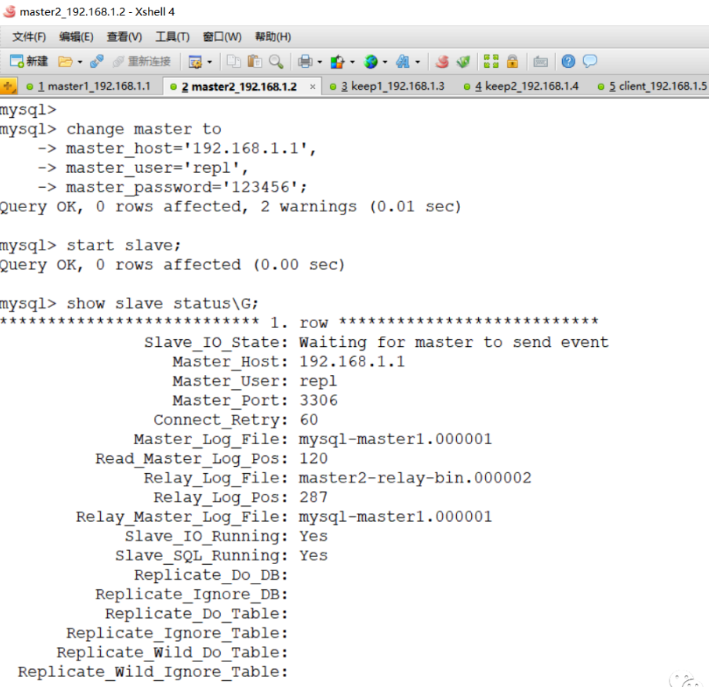 master2_192.168.1.2 - Xshell 4
文件(F) 编辑(E) 查看(V) 工具(T) 窗口(W) 帮助(H)
新建 重新连接
1 master1_192.168.1.1 2 master2_192.168.1.2 × 3 keep1_192.168.1.3 4 keep2_192.168.1.4 5 client_192.168.1.5
mysql>
mysql> change master to
-> master_host='192.168.1.1',
-> master_user='repl',
-> master_password='123456';
Query OK, 0 rows affected, 2 warnings (0.01 sec)
mysql> start slave;
Query OK, 0 rows affected (0.00 sec)
mysql> show slave status\G;
*************************** 1. row ***************************
Slave_IO_State: Waiting for master to send event
Master_Host: 192.168.1.1
Master_User: repl
Master_Port: 3306
Connect_Retry: 60
Master_Log_File: mysql-master1.000001
Read_Master_Log_Pos: 120
Relay_Log_File: master2-relay-bin.000002
Relay_Log_Pos: 287
Relay_Master_Log_File: mysql-master1.000001
Slave_IO_Running: Yes
Slave_SQL_Running: Yes
Replicate_Do_DB:
Replicate_Ignore_DB:
Replicate_Do_Table:
Replicate_Ignore_Table:
Replicate_Wild_Do_Table:
Replicate_Wild_Ignore_Table: